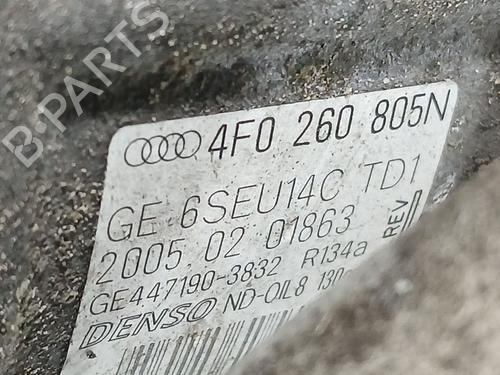 4F0 260 805N
GE 6SEU14C TD1
2005 02 01863
REV
GE447190-3832 R134a
DENSO ND-OIL8
B-PARTS